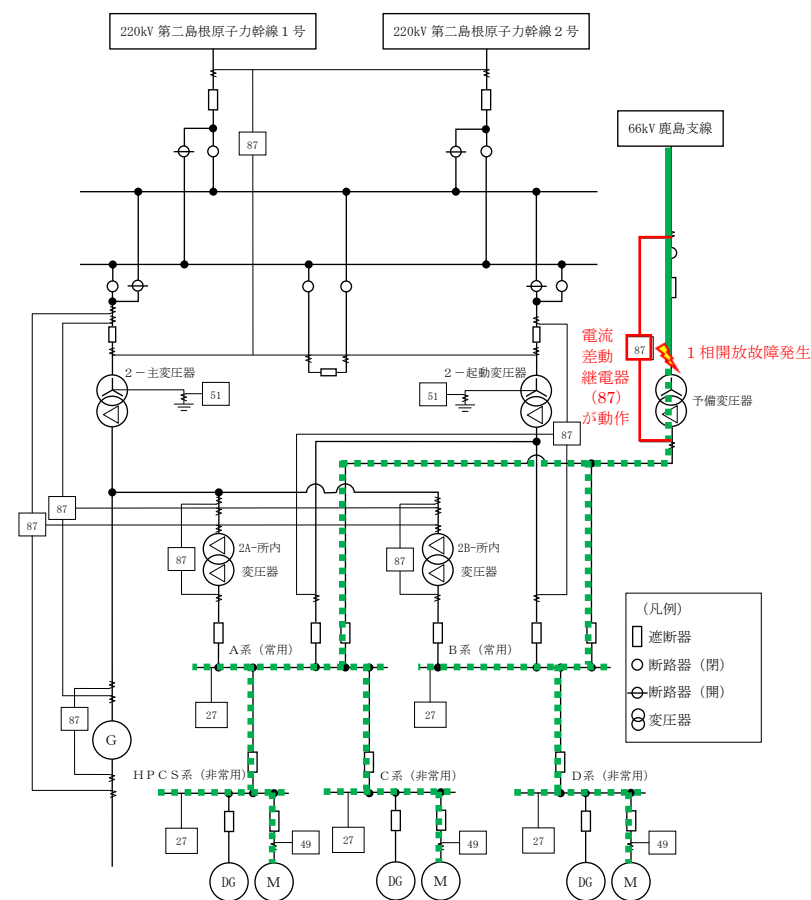 220kV 第二島根原子力幹線１号
220kV 第二島根原子力幹線２号
66kV 鹿島支線
87
電流
差動
継電器
（87）
が動作
87
１相開放故障発生
２－主変圧器
51
２－起動変圧器
51
予備変圧器
87
87
87
87
2A-所内
変圧器
87
2B-所内
変圧器
（凡例）
遮断器
断路器（閉）
断路器（開）
変圧器
Ａ系（常用）
Ｂ系（常用）
27
27
87
G
ＨＰＣＳ系（非常用）
Ｃ系（非常用）
Ｄ系（非常用）
27
49
27
49
27
49
DG
M
DG
M
DG
M